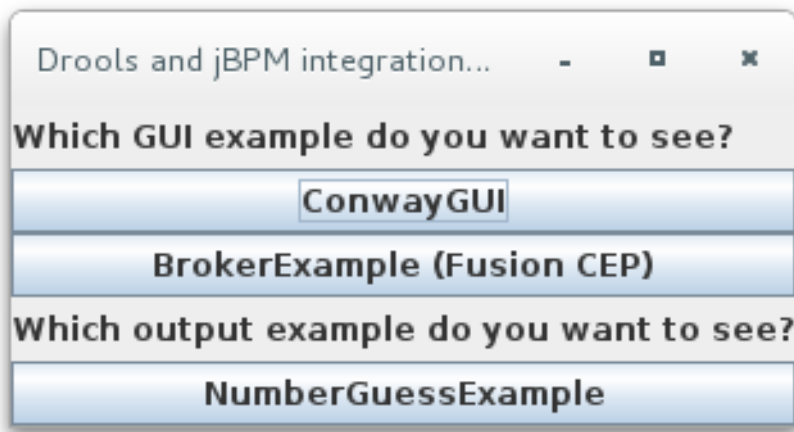 Drools and jBPM integration...
Which GUI example do you want to see?
ConwayGUI
BrokerExample (Fusion CEP)
Which output example do you want to see?
NumberGuessExample